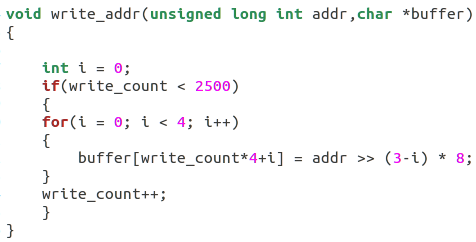 void write_addr(unsigned long int addr,char *buffer)
{
int i = 0;
if(write_count < 2500)
{
for(i = 0; i < 4; i++)
{
buffer[write_count*4+i] = addr >> (3-i) * 8;
}
write_count++;
}
}